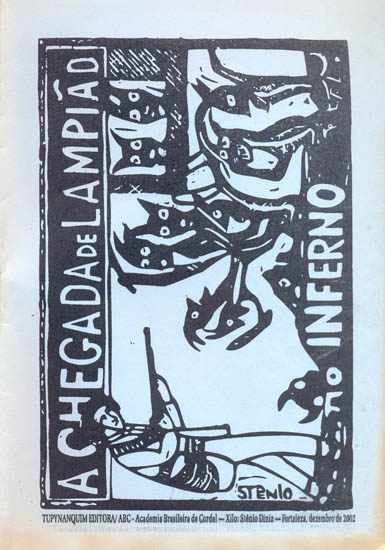 A CHEGADA DE LAMPIÃO
NO INFERNO
STÊNIO
TUPYNANQUIM EDITORA/ ABC - Academia Brasileira de Cordel — Xilo: Stênio Diniz — Fortaleza, dezembro de 2002